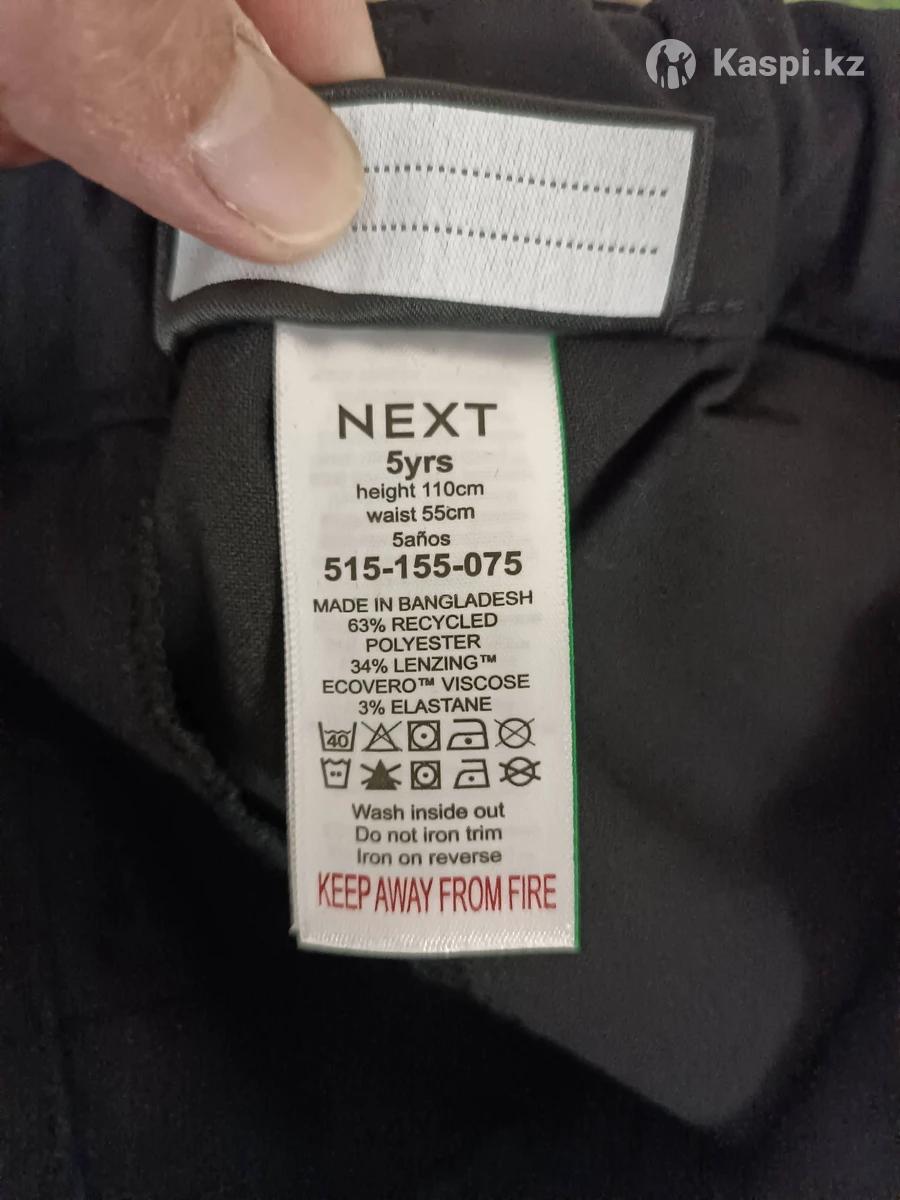 Kaspi.kz
NEXT
5yrs
height 110cm
waist 55cm
5años
515-155-075
MADE IN BANGLADESH
63% RECYCLED
POLYESTER
34% LENZING™
ECOVERO™ VISCOSE
3% ELASTANE
40
Wash inside out
Do not iron trim
Iron on reverse
KEEP AWAY FROM FIRE